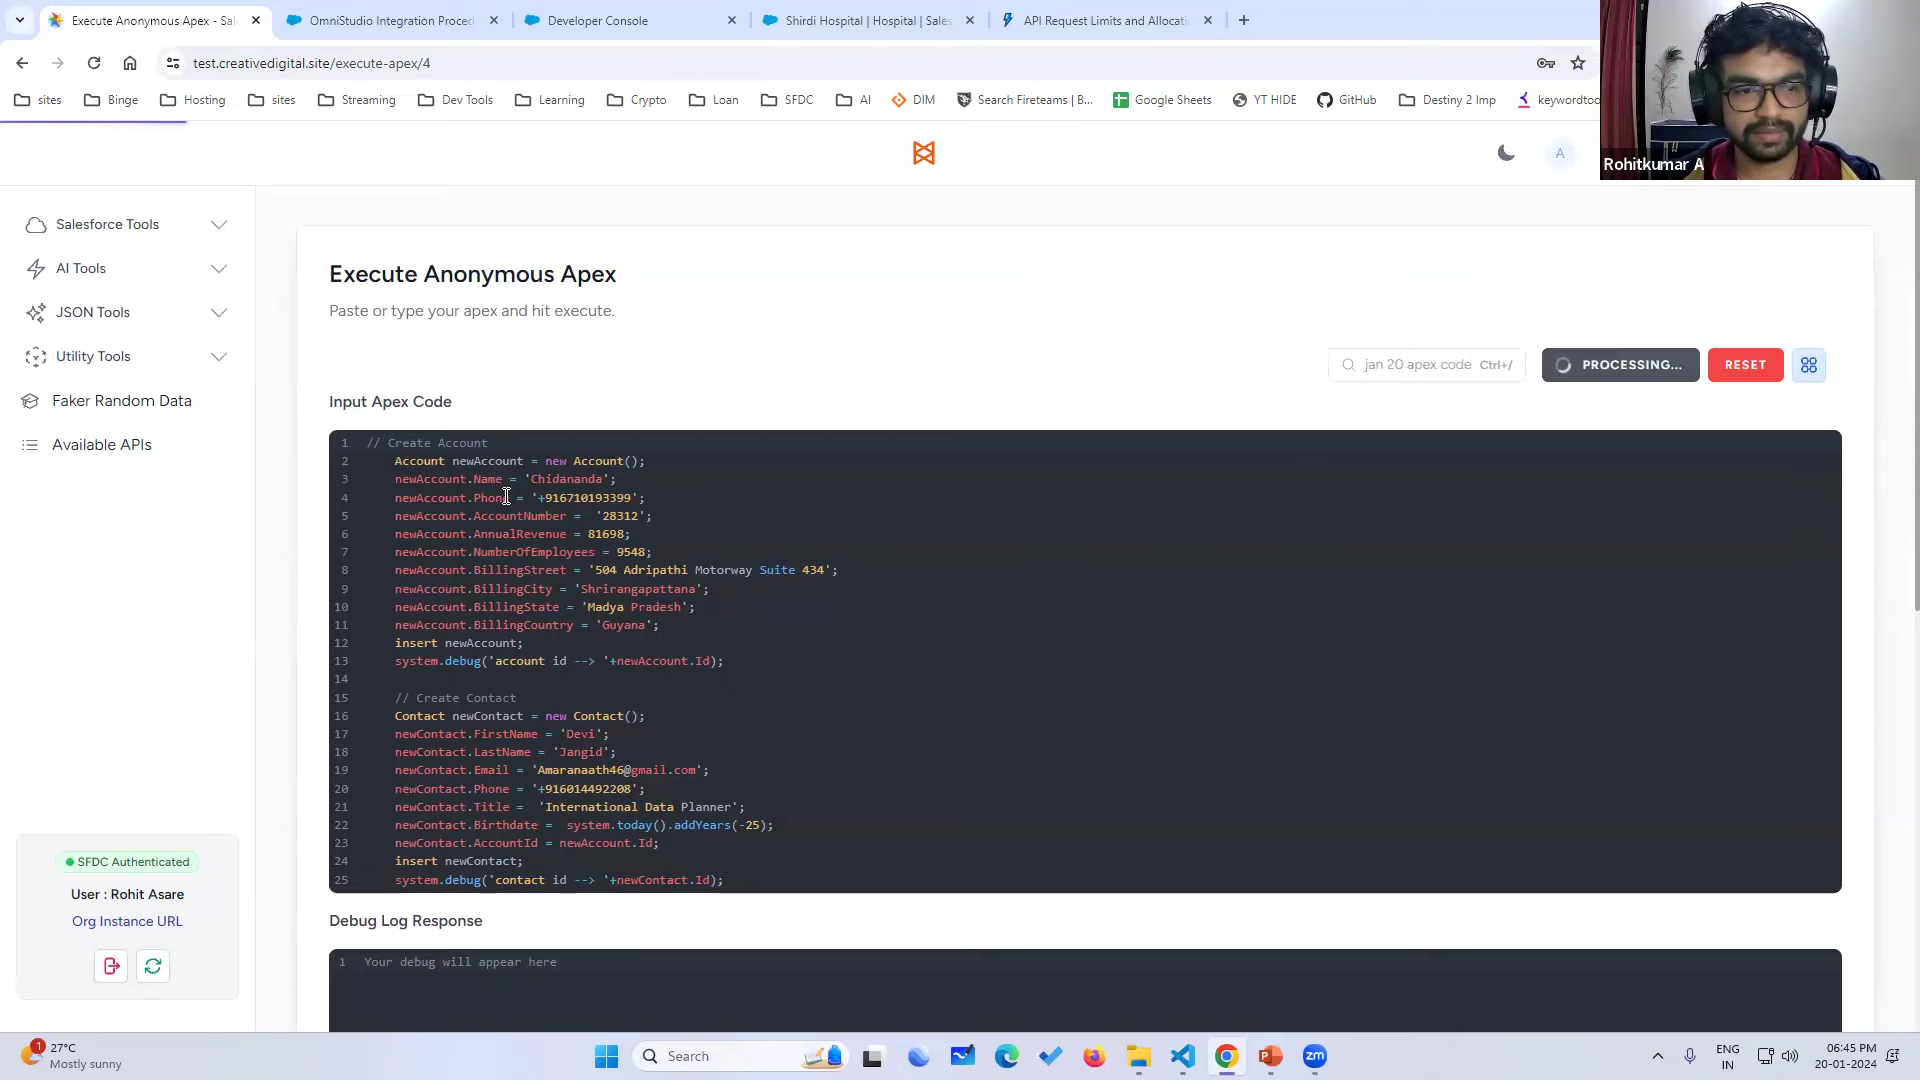 Execute Anonymous Apex - Sal
OmniStudio Integration Proced
Developer Console
Shirdi Hospital | Hospital | Sales
API Request Limits and Allocati
test.creativedigital.site/execute-apex/4
sites
Binge
Hosting
sites
Streaming
Dev Tools
Learning
Crypto
Loan
SFDC
AI
DIM
Search Fireteams | B...
Google Sheets
YT HIDE
GitHub
Destiny 2 Imp
keywordtoo
Rohitkumar A
A
Salesforce Tools
AI Tools
JSON Tools
Utility Tools
Faker Random Data
Available APIs
Execute Anonymous Apex
Paste or type your apex and hit execute.
jan 20 apex code Ctrl+/
PROCESSING...
RESET
Input Apex Code
1 // Create Account
2 Account newAccount = new Account();
3 newAccount.Name = 'Chidananda';
4 newAccount.Phone = '+916710193399';
5 newAccount.AccountNumber = '28312';
6 newAccount.AnnualRevenue = 81698;
7 newAccount.NumberOfEmployees = 9548;
8 newAccount.BillingStreet = '504 Adripathi Motorway Suite 434';
9 newAccount.BillingCity = 'Shrirangapattana';
10 newAccount.BillingState = 'Madya Pradesh';
11 newAccount.BillingCountry = 'Guyana';
12 insert newAccount;
13 system.debug('account id --> '+newAccount.Id);
14
15 // Create Contact
16 Contact newContact = new Contact();
17 newContact.FirstName = 'Devi';
18 newContact.LastName = 'Jangid';
19 newContact.Email = 'Amaranaath46@gmail.com';
20 newContact.Phone = '+916014492208';
21 newContact.Title = 'International Data Planner';
22 newContact.Birthdate = system.today().addYears(-25);
23 newContact.AccountId = newAccount.Id;
24 insert newContact;
25 system.debug('contact id --> '+newContact.Id);
Debug Log Response
1 Your debug will appear here
SFDC Authenticated
User : Rohit Asare
Org Instance URL
1
27°C
Mostly sunny
Search
zm
ENG
IN
06:45 PM
20-01-2024